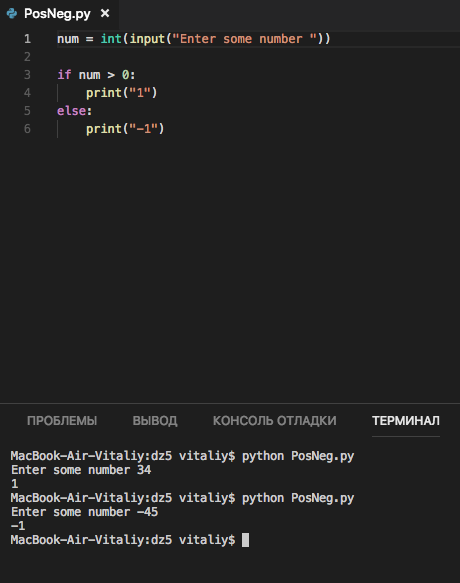 PosNeg.py ×
1 num = int(input("Enter some number "))
2
3 if num > 0:
4     print("1")
5 else:
6     print("-1")
ПРОБЛЕМЫ ВЫВОД КОНСОЛЬ ОТЛАДКИ ТЕРМИНАЛ
MacBook-Air-Vitaliy:dz5 vitaliy$ python PosNeg.py
Enter some number 34
1
MacBook-Air-Vitaliy:dz5 vitaliy$ python PosNeg.py
Enter some number -45
-1
MacBook-Air-Vitaliy:dz5 vitaliy$